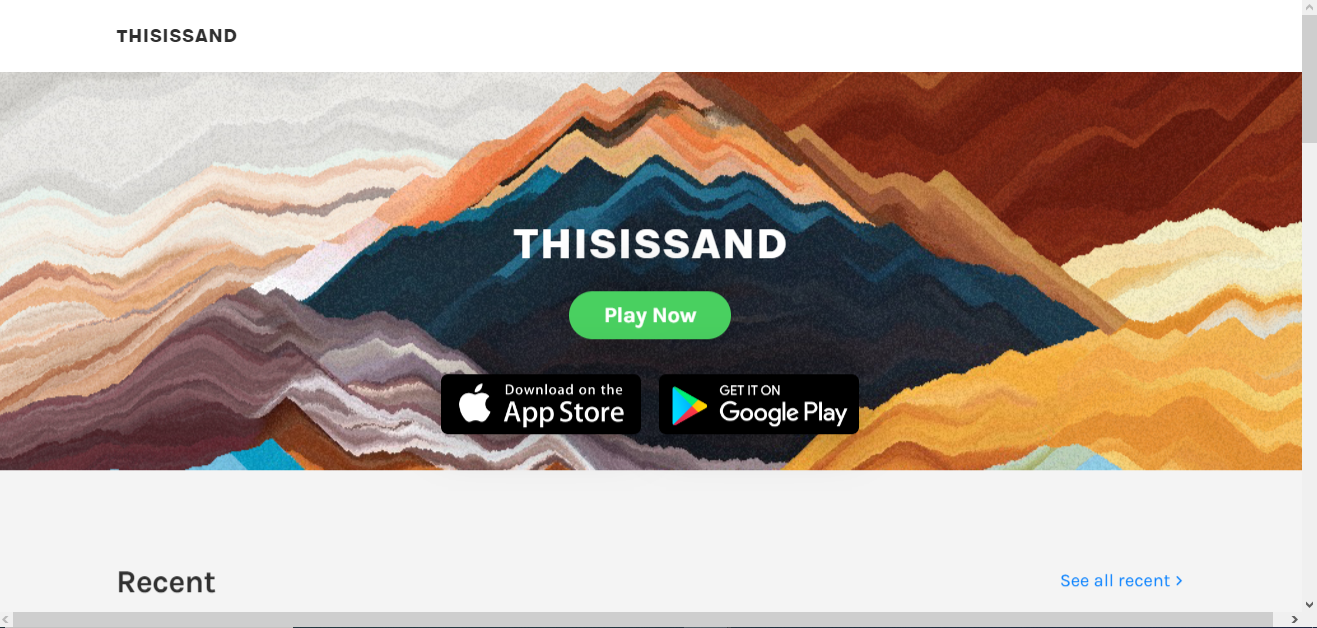 THISISSAND
THISISSAND
Play Now
Download on the
App Store
GET IT ON
Google Play
Recent
See all recent >